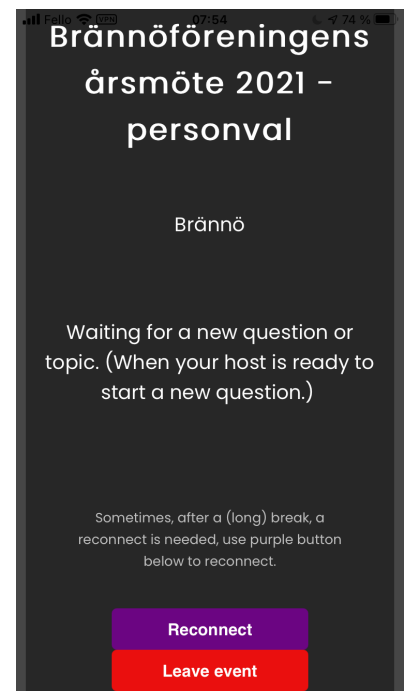 Fello VPN 07:54 74 %
Brännöföreningens
årsmöte 2021 -
personval
Brännö
Waiting for a new question or
topic. (When your host is ready to
start a new question.)
Sometimes, after a (long) break, a
reconnect is needed, use purple button
below to reconnect.
Reconnect
Leave event